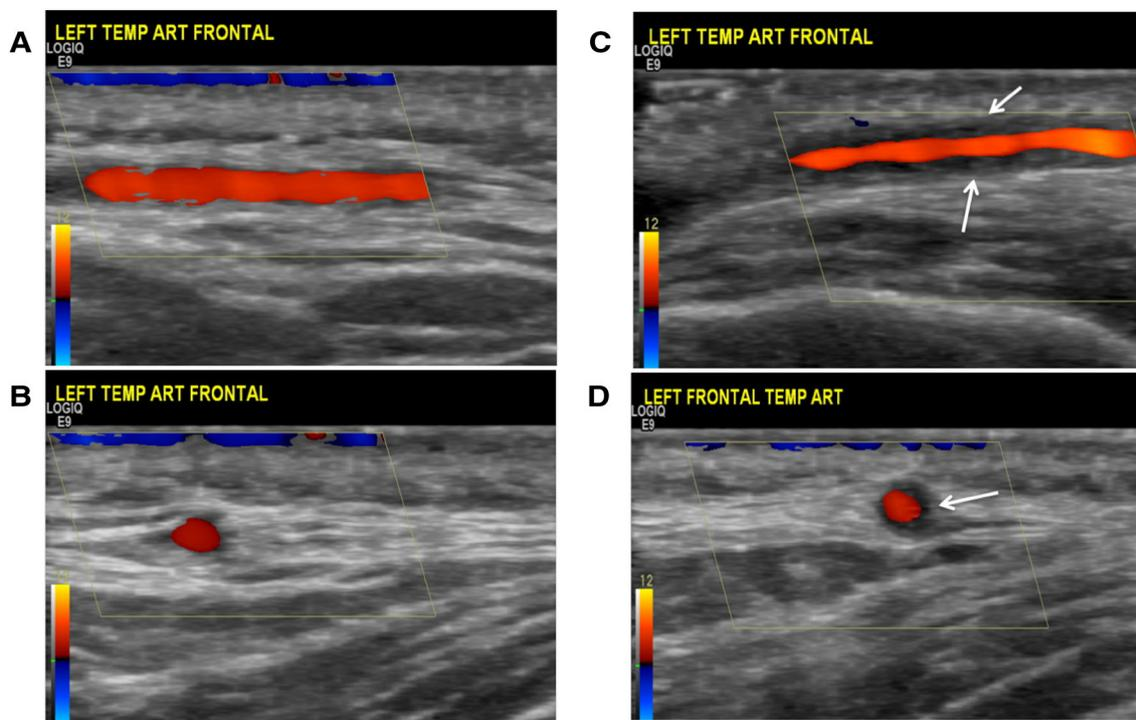 A
LEFT TEMP ART FRONTAL
LOGIQ
E9
12
B
LEFT TEMP ART FRONTAL
LOGIQ
E9
C
LEFT TEMP ART FRONTAL
LOGIQ
E9
12
D
LEFT FRONTAL TEMP ART
LOGIQ
E9
12